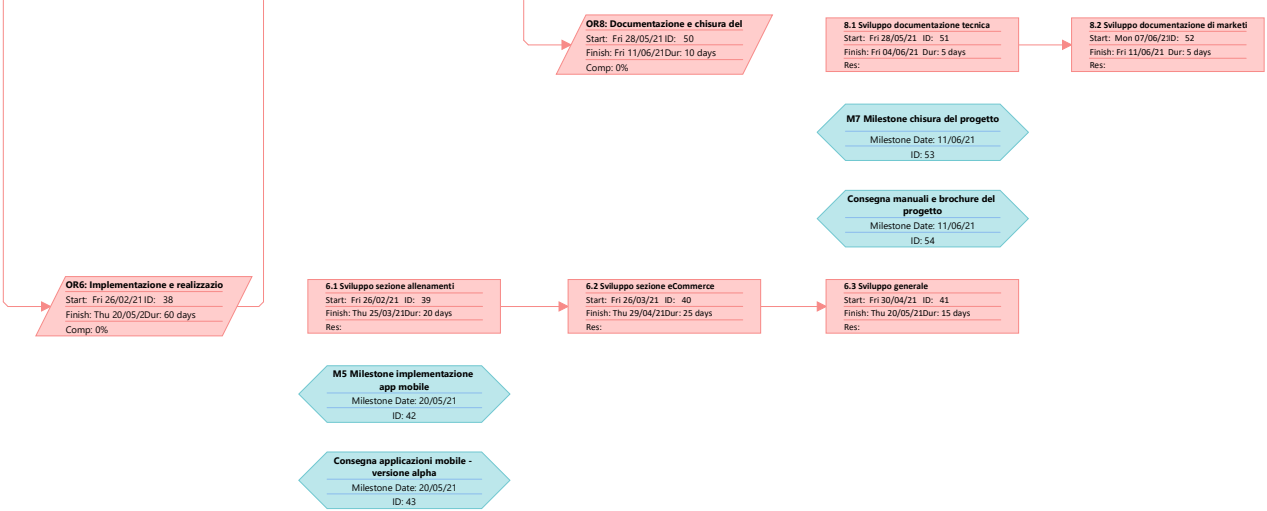 OR8: Documentazione e chisura del
Start: Fri 28/05/21 ID: 50
Finish: Fri 11/06/21 Dur: 10 days
Comp: 0%
8.1 Sviluppo documentazione tecnica
Start: Fri 28/05/21 ID: 51
Finish: Fri 04/06/21 Dur: 5 days
Res:
8.2 Sviluppo documentazione di marketi
Start: Mon 07/06/21 ID: 52
Finish: Fri 11/06/21 Dur: 5 days
Res:
M7 Milestone chisura del progetto
Milestone Date: 11/06/21
ID: 53
Consegna manuali e brochure del
progetto
Milestone Date: 11/06/21
ID: 54
OR6: Implementazione e realizzazio
Start: Fri 26/02/21 ID: 38
Finish: Thu 20/05/2 Dur: 60 days
Comp: 0%
6.1 Sviluppo sezione allenamenti
Start: Fri 26/02/21 ID: 39
Finish: Thu 25/03/21 Dur: 20 days
Res:
6.2 Sviluppo sezione eCommerce
Start: Fri 26/03/21 ID: 40
Finish: Thu 29/04/21 Dur: 25 days
Res:
6.3 Sviluppo generale
Start: Fri 30/04/21 ID: 41
Finish: Thu 20/05/21 Dur: 15 days
Res:
M5 Milestone implementazione
app mobile
Milestone Date: 20/05/21
ID: 42
Consegna applicazioni mobile -
versione alpha
Milestone Date: 20/05/21
ID: 43